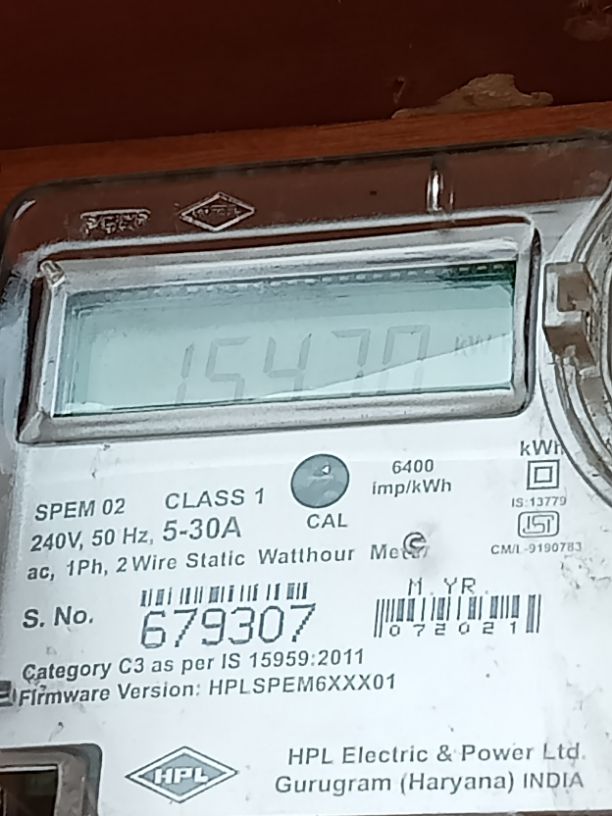 15470 kWh
6400
imp/kWh
kWh
SPEM 02 CLASS 1
CAL
IS:13779
240V, 50 Hz, 5-30A
CM/L-9190783
ac, 1Ph, 2 Wire Static Watthour Meter
M.YR.
S. No. 679307
072021
Category C3 as per IS 15959:2011
Firmware Version: HPLSPEM6XXX01
HPL
HPL Electric & Power Ltd.
Gurugram (Haryana) INDIA